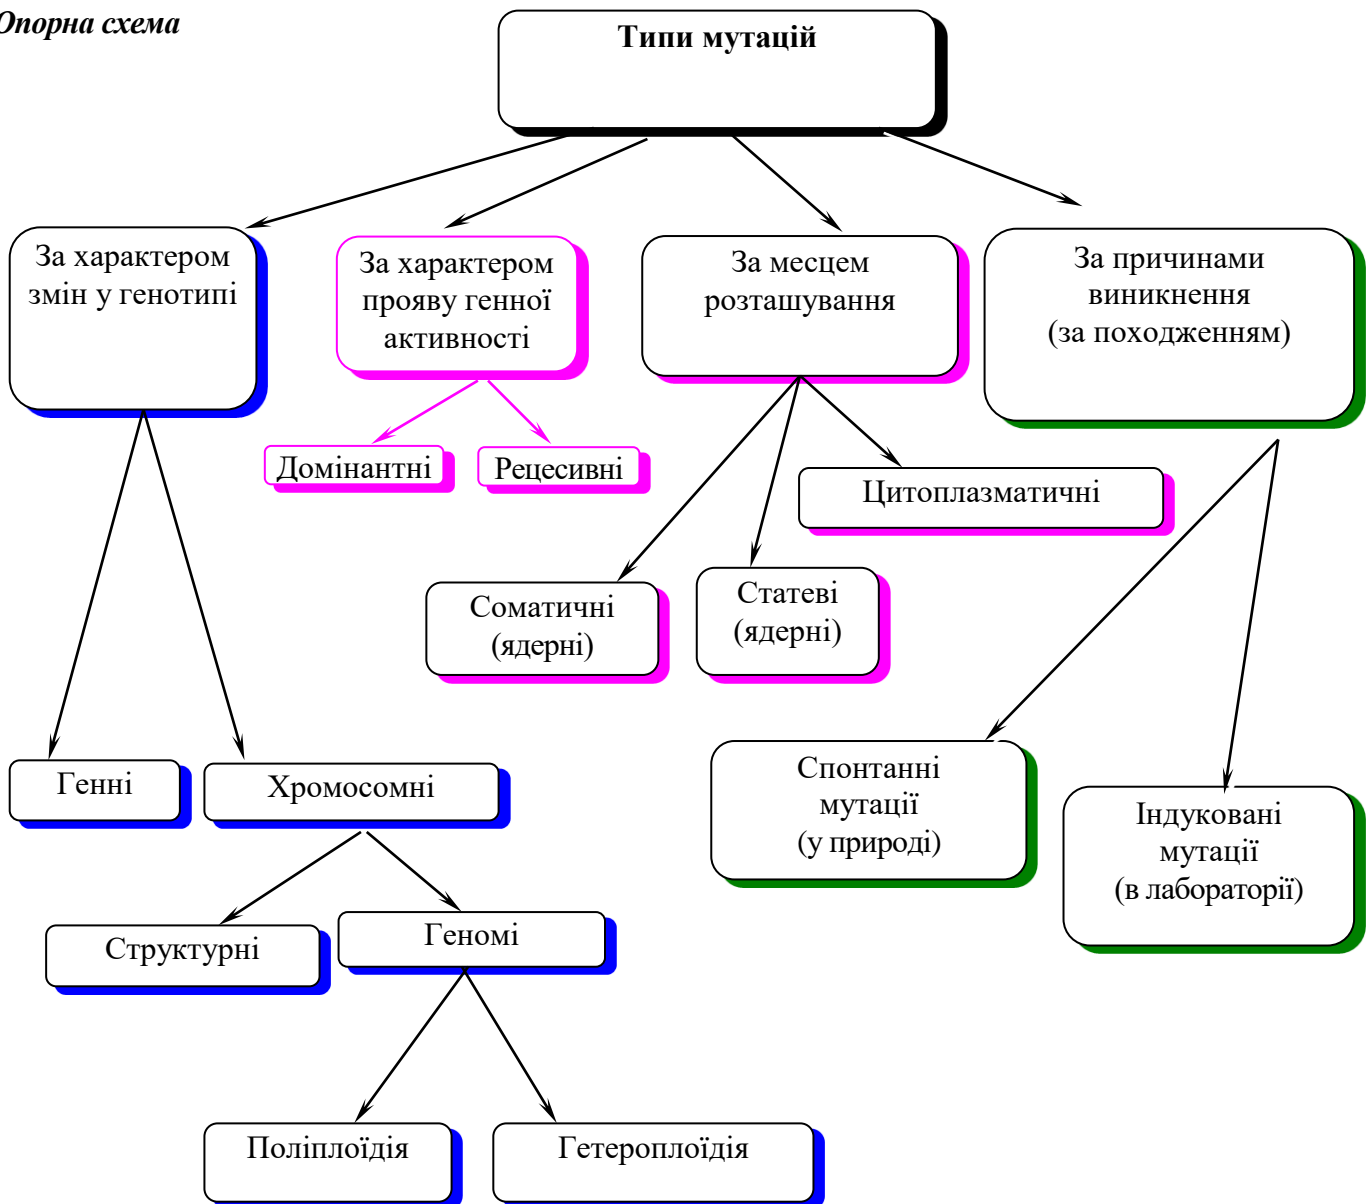 Опорна схема
Типи мутацій
За характером
змін у генотипі
За характером
прояву генної
активності
За месцем
розташування
За причинами
виникнення
(за походженням)
Домінантні
Рецесивні
Цитоплазматичні
Соматичні
(ядерні)
Статеві
(ядерні)
Генні
Хромосомні
Спонтанні
мутації
(у природі)
Індуковані
мутації
(в лабораторії)
Структурні
Геномі
Поліплоїдія
Гетероплоїдія